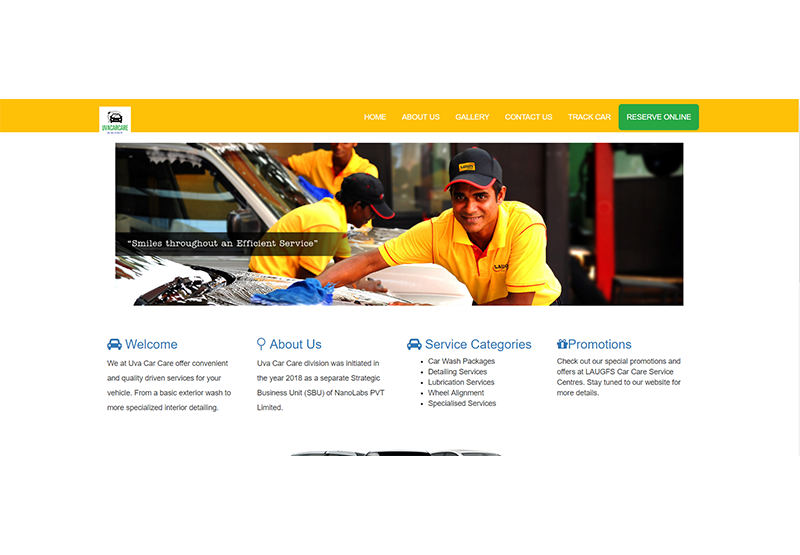 UVACARCARE
HOME ABOUT US GALLERY CONTACT US TRACK CAR RESERVE ONLINE
LAUGFS
"Smiles throughout an Efficient Service"
LAUGFS
Welcome
We at Uva Car Care offer convenient
and quality driven services for your
vehicle. From a basic exterior wash to
more specialized interior detailing.
About Us
Uva Car Care division was initiated in
the year 2018 as a separate Strategic
Business Unit (SBU) of NanoLabs PVT
Limited.
Service Categories
Car Wash Packages
Detailing Services
Lubrication Services
Wheel Alignment
Specialised Services
Promotions
Check out our special promotions and
offers at LAUGFS Car Care Service
Centres. Stay tuned to our website for
more details.